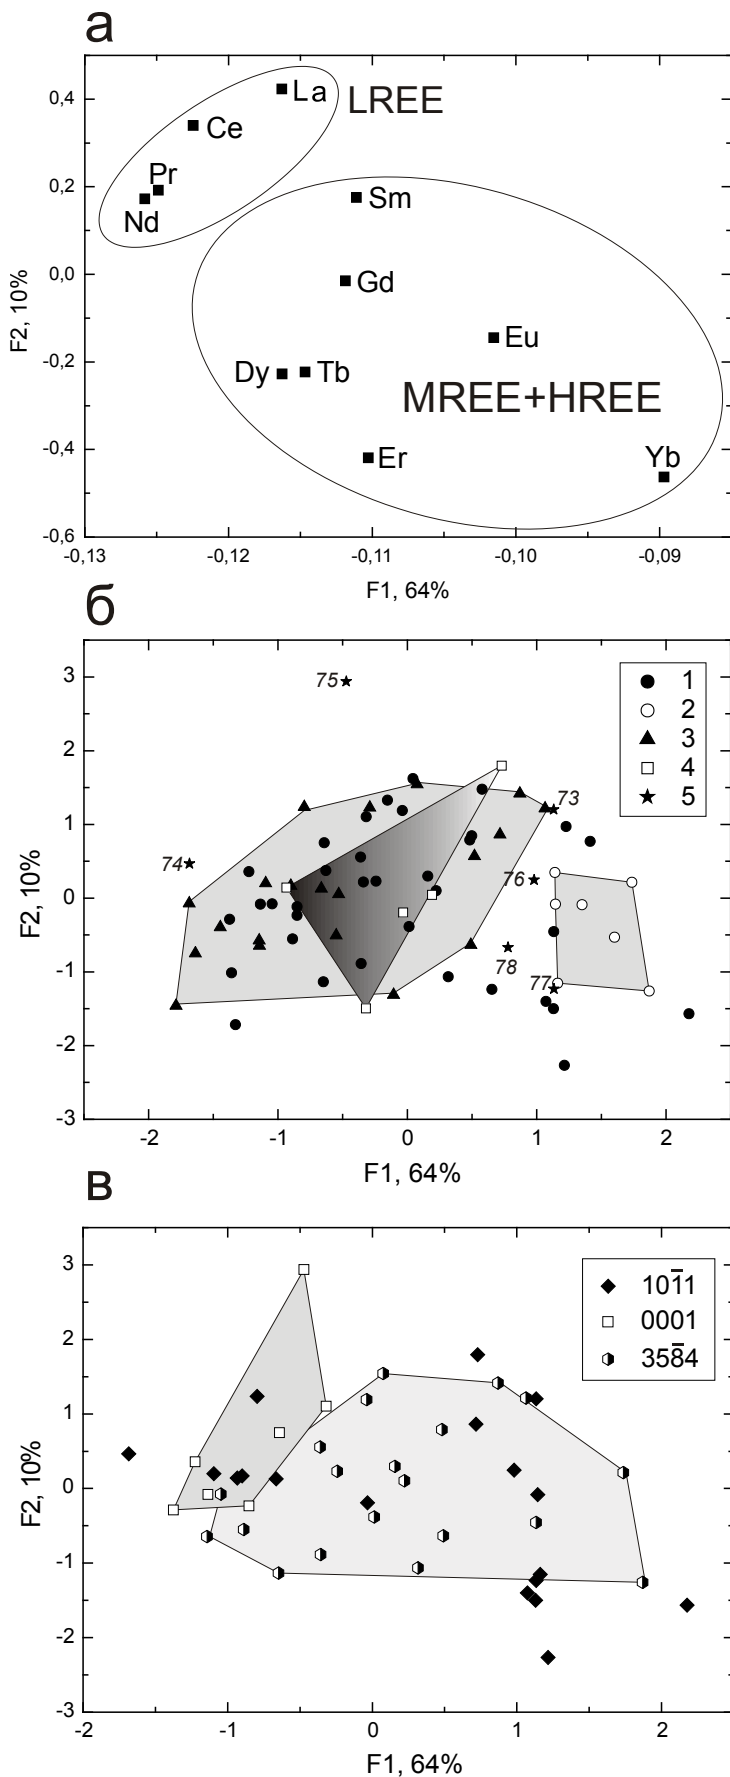 а
La
LREE
Ce
Pr
Nd
Sm
Gd
Eu
Dy
Tb
MREE+HREE
Er
Yb
0,4
0,2
0,0
-0,2
-0,4
-0,6
F2, 10%
-0,13
-0,12
-0,11
-0,10
-0,09
F1, 64%
б
75
73
74
76
78
77
1
2
3
4
5
3
2
1
0
-1
-2
-3
F2, 10%
-2
-1
0
1
2
F1, 64%
в
101̅1
0001
358̅4
3
2
1
0
-1
-2
-3
F2, 10%
-2
-1
0
1
2
F1, 64%